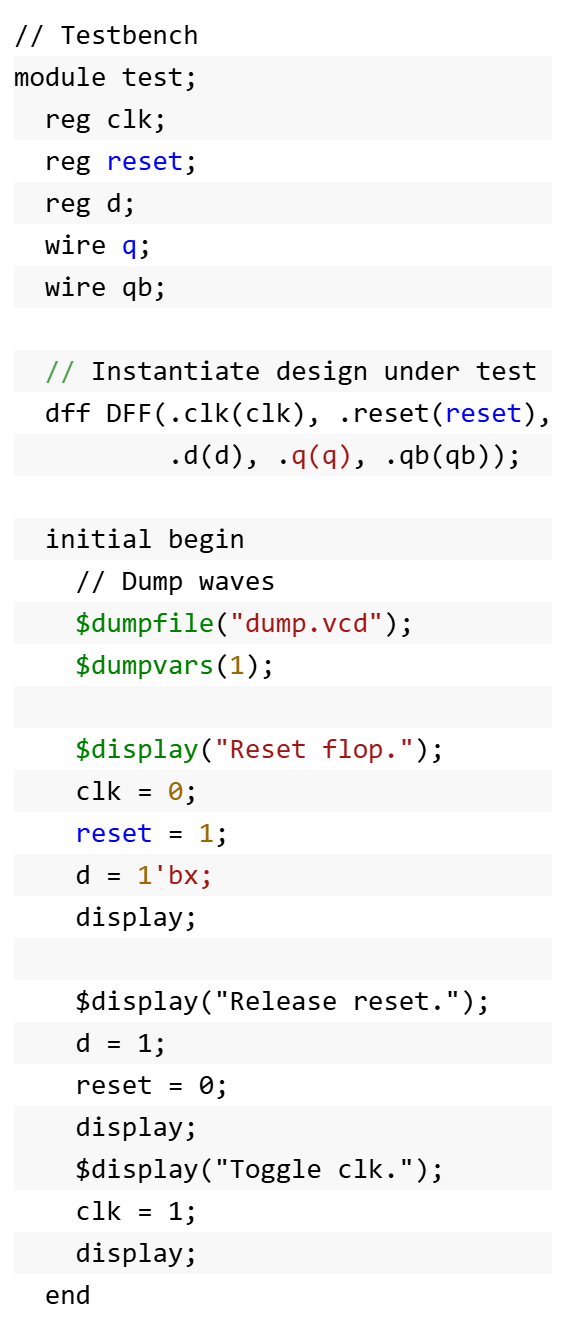 // Testbench
module test;
  reg clk;
  reg reset;
  reg d;
  wire q;
  wire qb;

  // Instantiate design under test
  dff DFF(.clk(clk), .reset(reset),
          .d(d), .q(q), .qb(qb));

  initial begin
    // Dump waves
    $dumpfile("dump.vcd");
    $dumpvars(1);

    $display("Reset flop.");
    clk = 0;
    reset = 1;
    d = 1'bx;
    display;

    $display("Release reset.");
    d = 1;
    reset = 0;
    display;
    $display("Toggle clk.");
    clk = 1;
    display;
  end